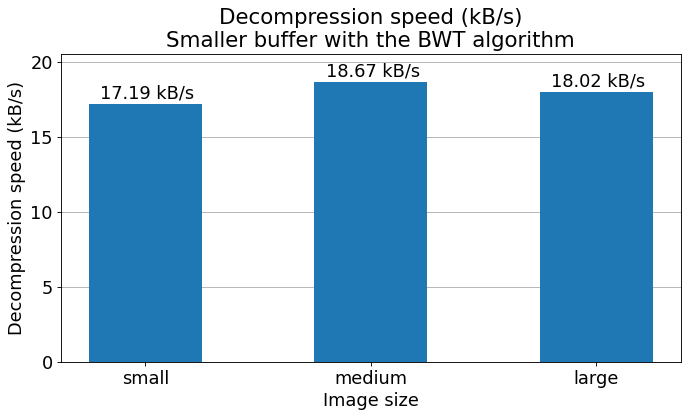 Decompression speed (kB/s)
Smaller buffer with the BWT algorithm
Decompression speed (kB/s)
20
15
10
5
0
17.19 kB/s
18.67 kB/s
18.02 kB/s
small
medium
large
Image size